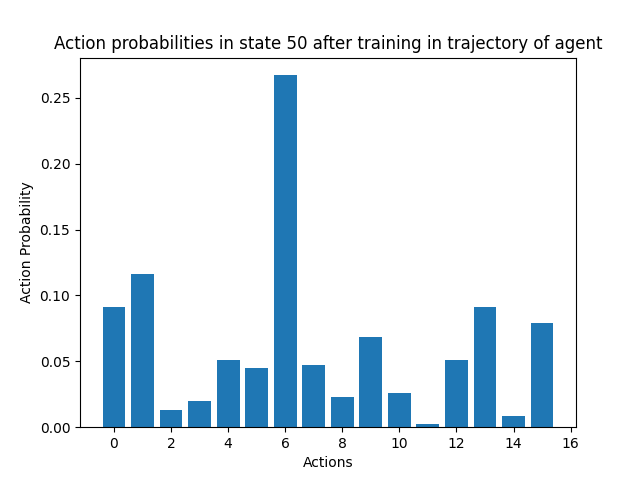 Action probabilities in state 50 after training in trajectory of agent
0.25
0.20
0.15
0.10
0.05
0.00
Action Probability
0 2 4 6 8 10 12 14 16
Actions